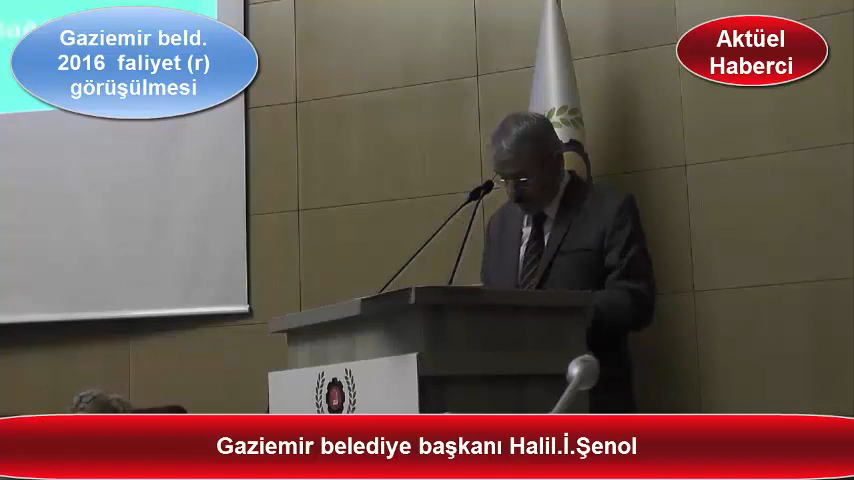 Gaziemir beld.
2016 faliyet (r)
görüşülmesi
Aktüel
Haberci
Gaziemir belediye başkanı Halil.İ.Şenol